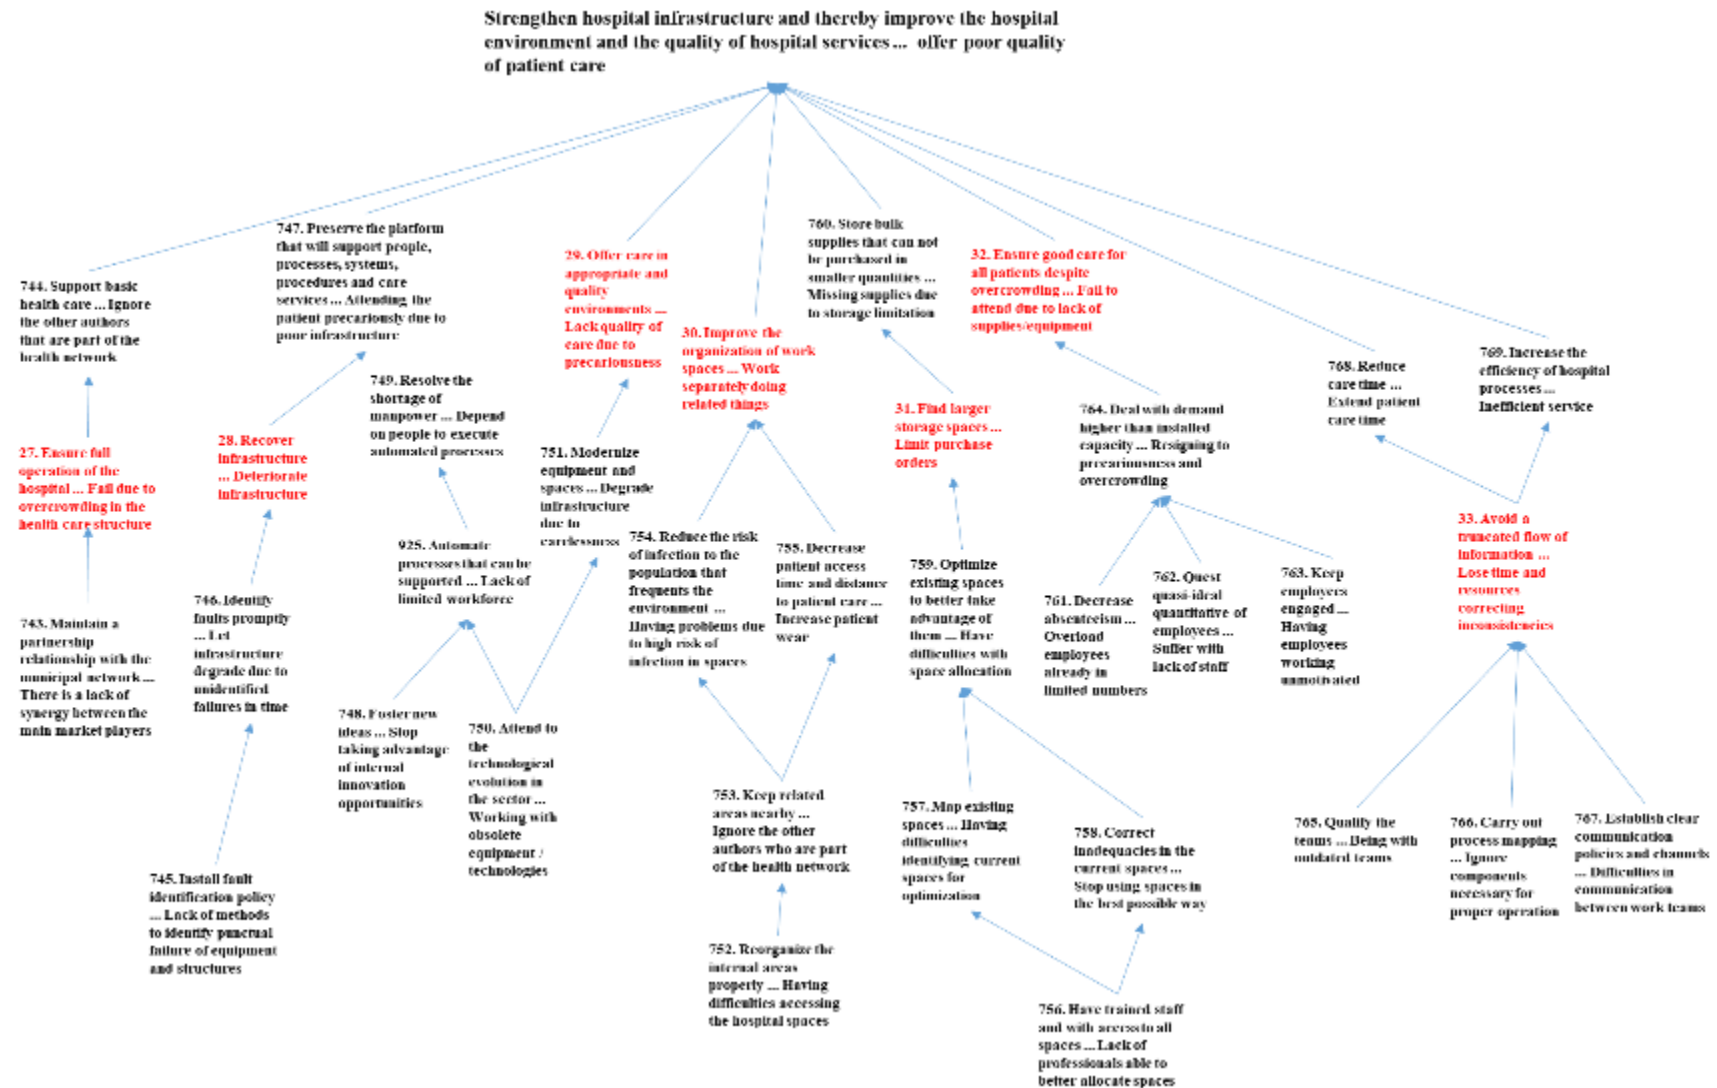 Strengthen hospital infrastructure and thereby improve the hospital
environment and the quality of hospital services ... offer poor quality
of patient care
744. Support basic
health care ... Ignore
the other authors
that are part of the
health network
747. Preserve the platform
that will support people,
processes, systems,
procedures and care
services ... Attending the
patient precariously due to
poor infrastructure
29. Offer care in
appropriate and
quality
environments ...
Lack quality of
care due to
precariousness
30. Improve the
organization of work
spaces ... Work
separately doing
related things
760. Store bulk
supplies that can not
be purchased in
smaller quantities ...
Missing supplies due
to storage limitation
32. Ensure good care for
all patients despite
overcrowding ... Fail to
attend due to lack of
supplies/equipment
768. Reduce
care time ...
Extend patient
care time
769. Increase the
efficiency of hospital
processes ...
Inefficient service
27. Ensure full
operation of the
hospital ... Fail due to
overcrowding in the
health care structure
28. Recover
infrastructure
... Deteriorate
infrastructure
749. Resolve the
shortage of
manpower ... Depend
on people to execute
automated processes
751. Modernize
equipment and
spaces ... Degrade
infrastructure
due to
carelessness
31. Find larger
storage spaces ...
Limit purchase
orders
764. Deal with demand
higher than installed
capacity ... Resigning to
precariousness and
overcrowding
33. Avoid a
truncated flow of
information ...
Lose time and
resources
correcting
inconsistencies
743. Maintain a
partnership
relationship with the
municipal network ...
There is a lack of
synergy between the
main market players
746. Identify
faults promptly
... Let
infrastructure
degrade due to
unidentified
failures in time
925. Automate
processes that can be
supported ... Lack of
limited workforce
754. Reduce the risk
of infection to the
population that
frequents the
environment ...
Having problems due
to high risk of
infection in spaces
755. Decrease
patient access
time and distance
to patient care ...
Increase patient
wear
759. Optimize
existing spaces
to better take
advantage of
them ... Have
difficulties with
space allocation
761. Decrease
absenteeism ...
Overload
employees
already in
limited numbers
762. Quest
quasi-ideal
quantitative of
employees ...
Suffer with
lack of staff
763. Keep
employees
engaged ...
Having
employees
working
unmotivated
748. Foster new
ideas ... Stop
taking advantage
of internal
innovation
opportunities
750. Attend to
the
technological
evolution in
the sector ...
Working with
obsolete
equipment /
technologies
753. Keep related
areas nearby ...
Ignore the other
authors who are part
of the health network
757. Map existing
spaces ... Having
difficulties
identifying current
spaces for
optimization
758. Correct
inadequacies in the
current spaces ...
Stop using spaces in
the best possible way
765. Qualify the
teams ... Being with
outdated teams
766. Carry out
process mapping
... Ignore
components
necessary for
proper operation
767. Establish clear
communication
policies and channels
... Difficulties in
communication
between work teams
745. Install fault
identification policy
... Lack of methods
to identify punctual
failure of equipment
and structures
752. Reorganize the
internal areas
properly ... Having
difficulties accessing
the hospital spaces
756. Have trained staff
and with access to all
spaces ... Lack of
professionals able to
better allocate spaces